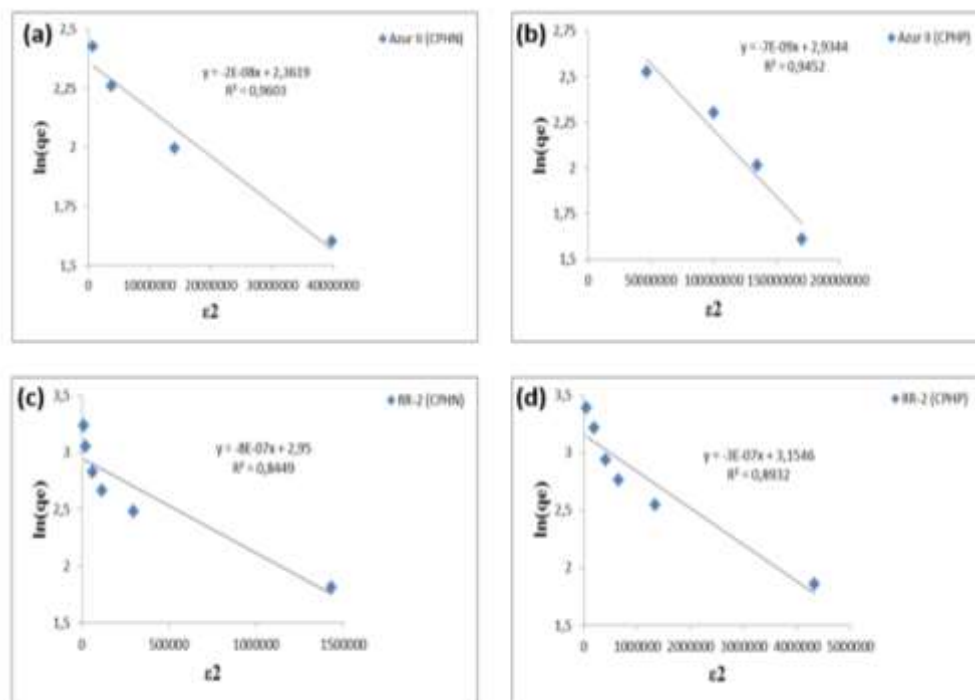 (a)
Azur II (CPHN)
y = -2E-08x + 2,3619
R² = 0,9603
ln(qe)
2,5
2,25
2
1,75
1,5
0 10000000 20000000 30000000 40000000
ε2
(b)
Azur II (CPHP)
y = -7E-09x + 2,9344
R² = 0,9452
ln(qe)
2,75
2,5
2,25
2
1,75
1,5
0 50000000 100000000 150000000 200000000
ε2
(c)
RR-2 (CPHN)
y = -8E-07x + 2,95
R² = 0,8449
ln(qe)
3,5
3
2,5
2
1,5
0 500000 1000000 1500000
ε2
(d)
RR-2 (CPHP)
y = -3E-07x + 3,1546
R² = 0,8932
ln(qe)
3,5
3
2,5
2
1,5
0 1000000 2000000 3000000 4000000 5000000
ε2